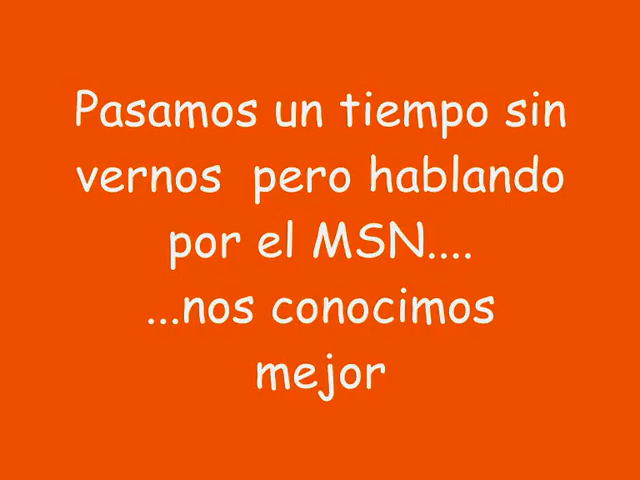 Pasamos un tiempo sin
vernos  pero hablando
por el MSN....
...nos conocimos
mejor